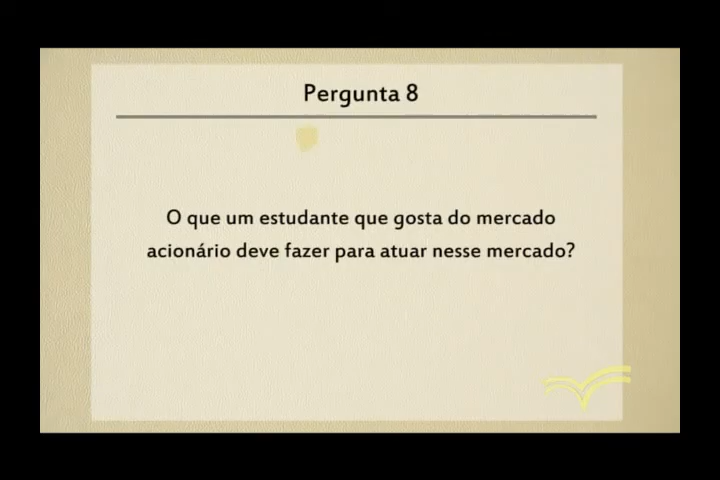 Pergunta 8
O que um estudante que gosta do mercado
acionário deve fazer para atuar nesse mercado?